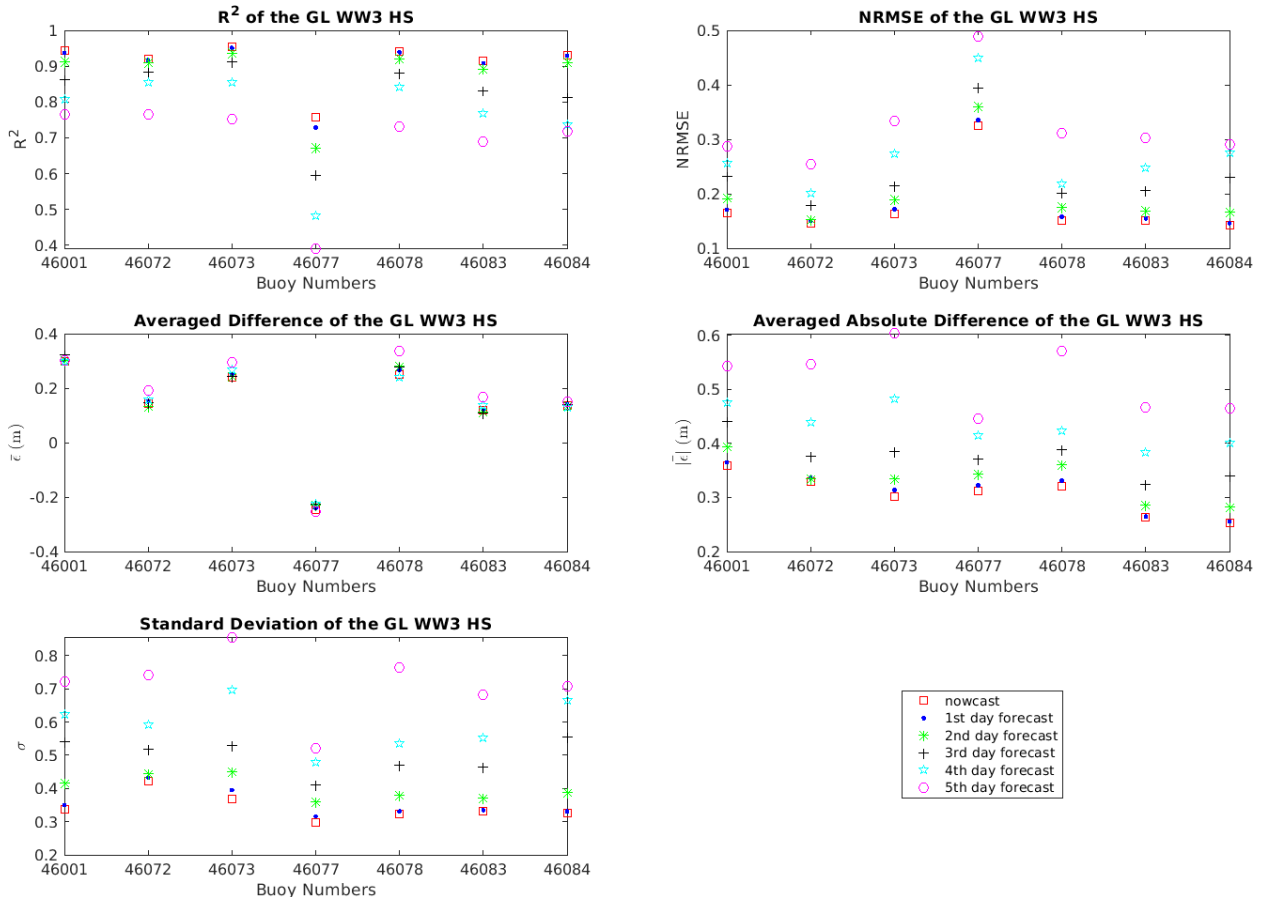 R² of the GL WW3 HS
1
0.9
0.8
0.7
0.6
0.5
0.4
R²
46001 46072 46073 46077 46078 46083 46084
Buoy Numbers
NRMSE of the GL WW3 HS
0.5
0.4
0.3
0.2
0.1
NRMSE
46001 46072 46073 46077 46078 46083 46084
Buoy Numbers
Averaged Difference of the GL WW3 HS
0.4
0.2
0
-0.2
-0.4
ϵ̄ (m)
46001 46072 46073 46077 46078 46083 46084
Buoy Numbers
Averaged Absolute Difference of the GL WW3 HS
0.6
0.5
0.4
0.3
0.2
|ϵ̄| (m)
46001 46072 46073 46077 46078 46083 46084
Buoy Numbers
Standard Deviation of the GL WW3 HS
0.8
0.7
0.6
0.5
0.4
0.3
0.2
σ
46001 46072 46073 46077 46078 46083 46084
Buoy Numbers
nowcast
1st day forecast
2nd day forecast
3rd day forecast
4th day forecast
5th day forecast